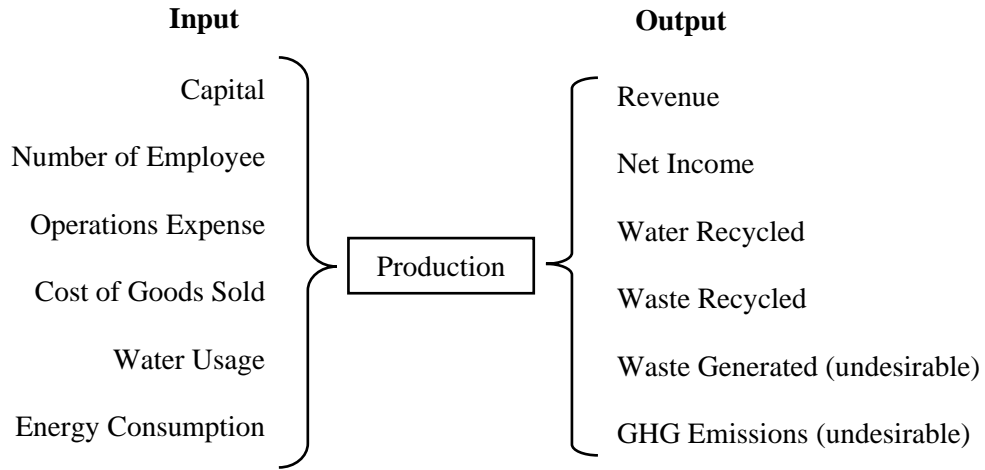 Input
Capital
Number of Employee
Operations Expense
Cost of Goods Sold
Water Usage
Energy Consumption
Production
Output
Revenue
Net Income
Water Recycled
Waste Recycled
Waste Generated (undesirable)
GHG Emissions (undesirable)